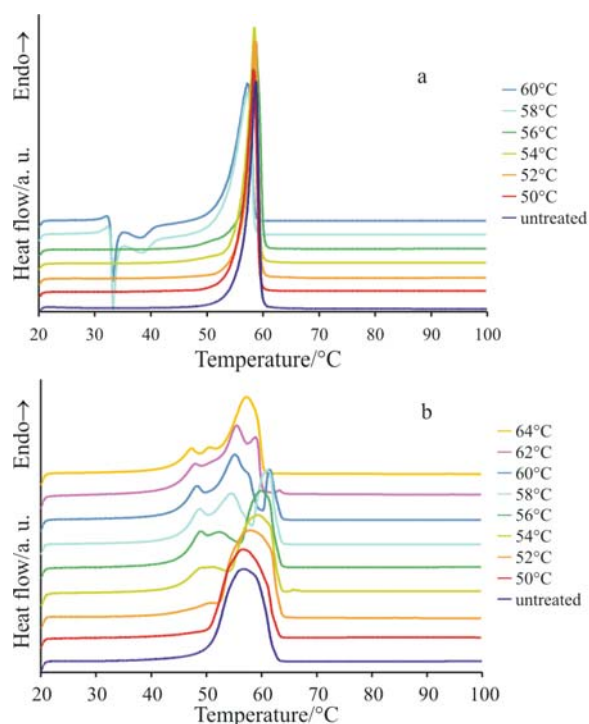 a
Endo→
Heat flow/a. u.
60°C
58°C
56°C
54°C
52°C
50°C
untreated
20 30 40 50 60 70 80 90 100
Temperature/°C
b
Endo→
Heat flow/a. u.
64°C
62°C
60°C
58°C
56°C
54°C
52°C
50°C
untreated
20 30 40 50 60 70 80 90 100
Temperature/°C